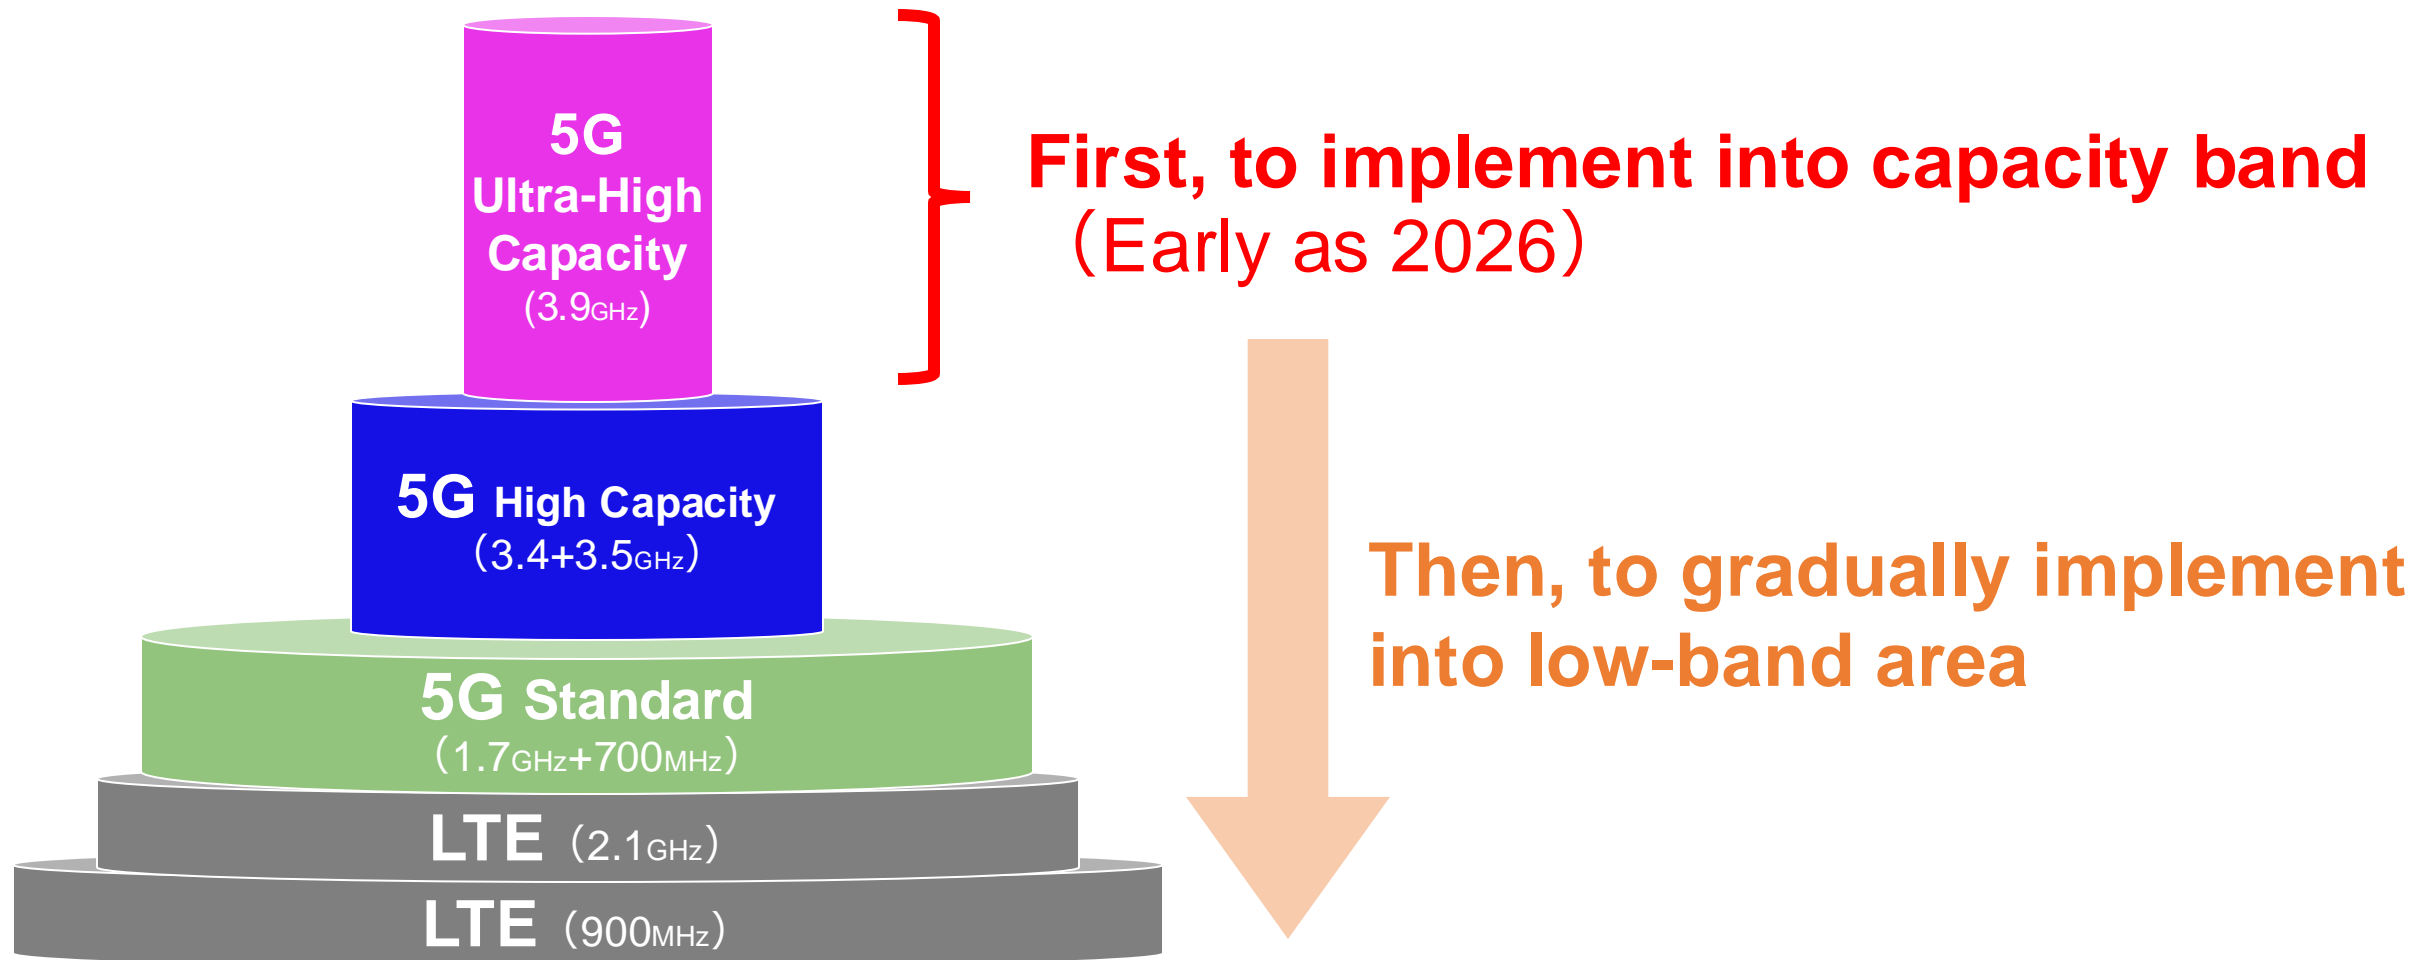 5G
Ultra-High
Capacity
(3.9GHz)
First, to implement into capacity band
（Early as 2026）
5G High Capacity
（3.4+3.5GHz）
Then, to gradually implement
into low-band area
5G Standard
（1.7GHz+700MHz）
LTE（2.1GHz）
LTE（900MHz）